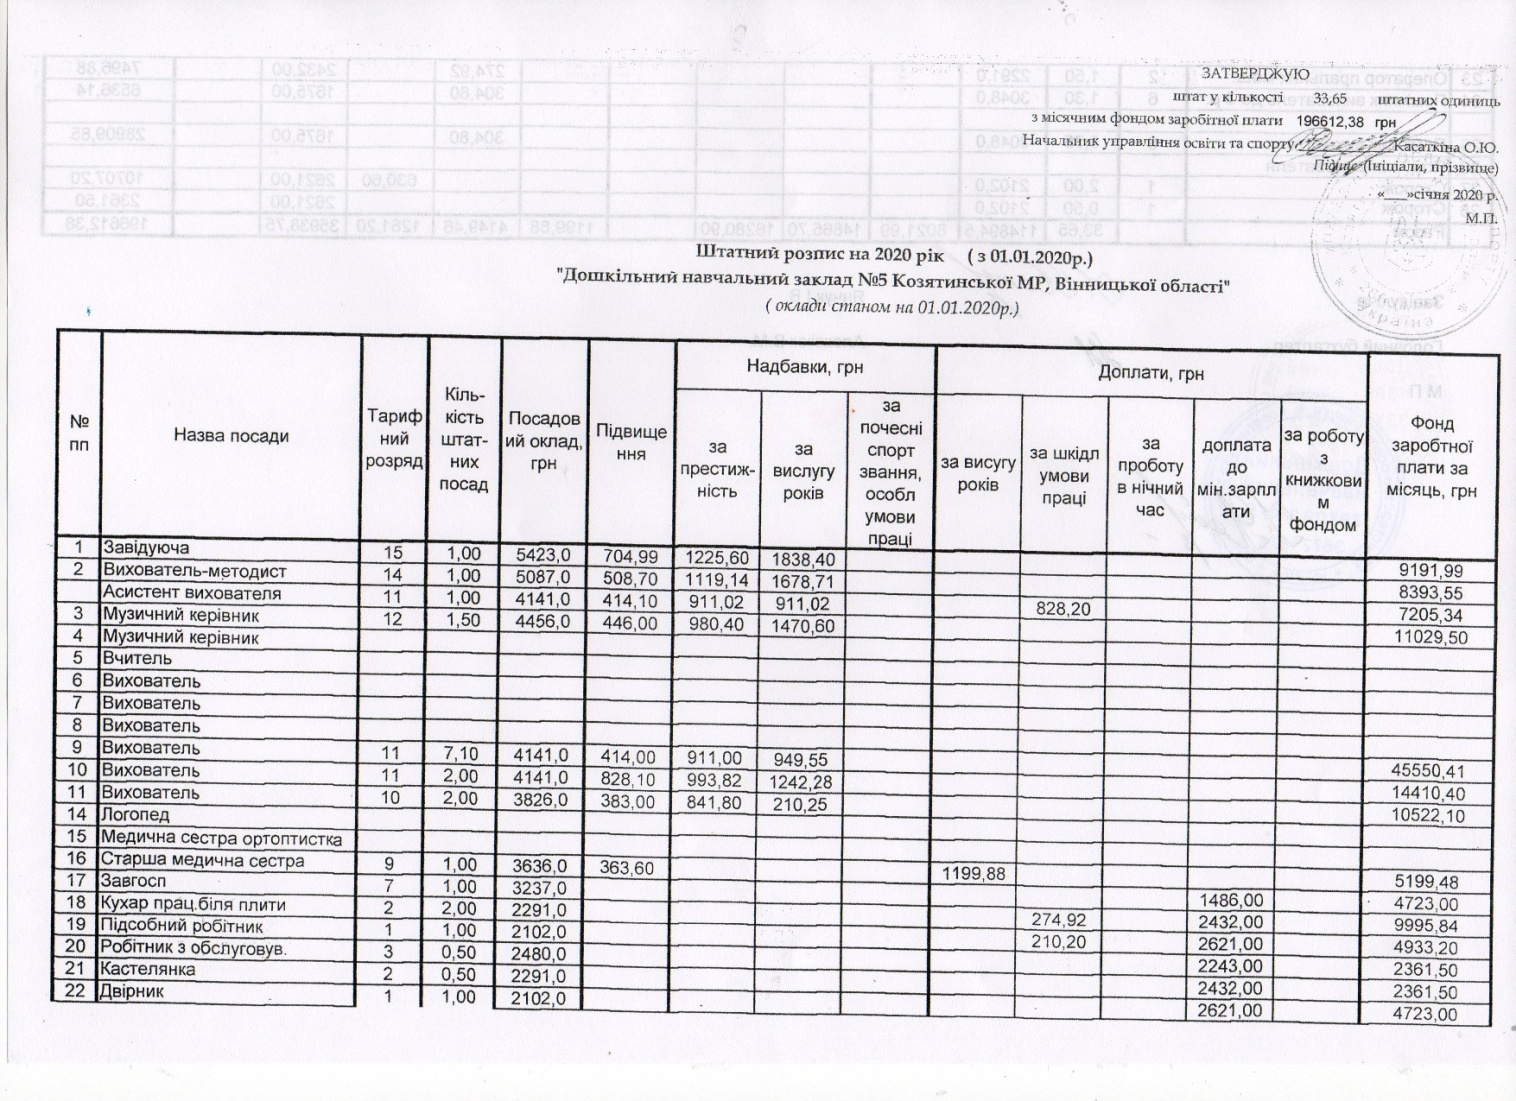 ЗАТВЕРДЖУЮ
штат у кількості 33,65 штатних одиниць
з місячним фондом заробітної плати 196612,38 грн
Начальник управління освіти та спорту Касаткіна О.Ю.
Підпис (Ініціали, прізвище)
«___»січня 2020 р.
М.П.
Штатний розпис на 2020 рік ( з 01.01.2020р.)
"Дошкільний навчальний заклад №5 Козятинської МР, Вінницької області"
( оклади станом на 01.01.2020р.)
№ пп Назва посади Тариф ний розряд Кіль- кість штат- них посад Посадов ий оклад, грн Підвище ння Надбавки, грн Доплати, грн Фонд заробтної плати за місяць, грн
за престиж- ність за вислугу років за почесні спорт звання, особл умови праці за висугу років за шкідл умови праці за проботу в нічний час доплата до мін.зарпл ати за роботу з книжкови м фондом
1 Завідуюча 15 1,00 5423,0 704,99 1225,60 1838,40 9191,99
2 Вихователь-методист 14 1,00 5087,0 508,70 1119,14 1678,71 8393,55
Асистент вихователя 11 1,00 4141,0 414,10 911,02 911,02 828,20 7205,34
3 Музичний керівник 12 1,50 4456,0 446,00 980,40 1470,60 11029,50
4 Музичний керівник
5 Вчитель
6 Вихователь
7 Вихователь
8 Вихователь
9 Вихователь 11 7,10 4141,0 414,00 911,00 949,55 45550,41
10 Вихователь 11 2,00 4141,0 828,10 993,82 1242,28 14410,40
11 Вихователь 10 2,00 3826,0 383,00 841,80 210,25 10522,10
14 Логопед
15 Медична сестра ортоптистка
16 Старша медична сестра 9 1,00 3636,0 363,60 1199,88 5199,48
17 Завгосп 7 1,00 3237,0 1486,00 4723,00
18 Кухар прац.біля плити 2 2,00 2291,0 274,92 2432,00 9995,84
19 Підсобний робітник 1 1,00 2102,0 210,20 2621,00 4933,20
20 Робітник з обслуговув. 3 0,50 2480,0 2243,00 2361,50
21 Кастелянка 2 0,50 2291,0 2432,00 2361,50
22 Двірник 1 1,00 2102,0 2621,00 4723,00